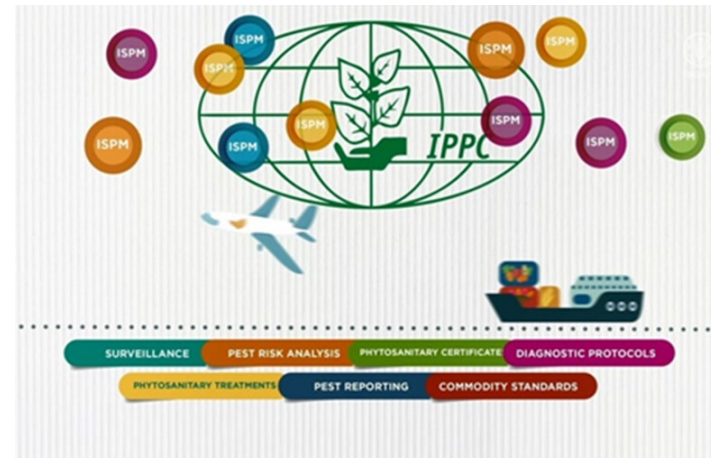 ISPM
ISPM
ISPM
ISPM
ISPM
ISPM
ISPM
ISPM
ISPM
ISPM
ISPM
IPPC
SURVEILLANCE
PEST RISK ANALYSIS
PHYTOSANITARY CERTIFICATE
DIAGNOSTIC PROTOCOLS
PHYTOSANITARY TREATMENTS
PEST REPORTING
COMMODITY STANDARDS